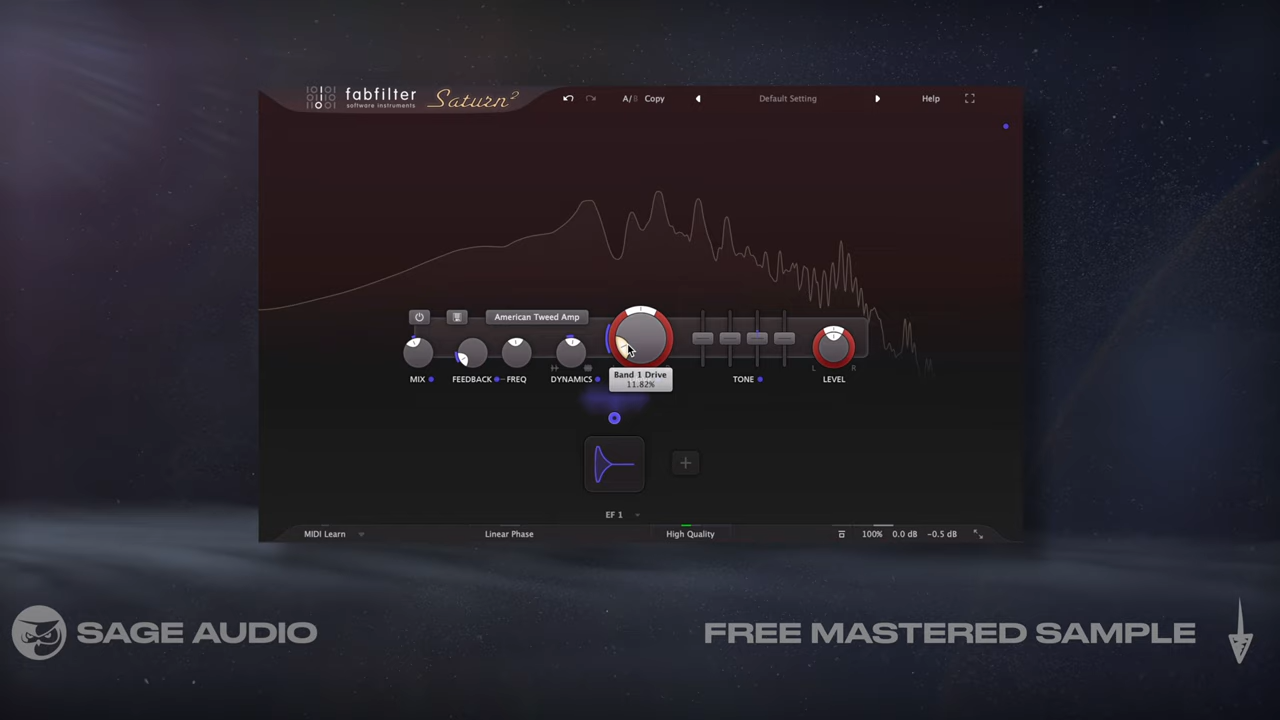 fabfilter
software instruments
Saturn 2
A/B Copy
Default Setting
Help
American Tweed Amp
MIX
FEEDBACK
FREQ
DYNAMICS
Band 1 Drive
11.82%
TONE
L
R
LEVEL
EF 1
MIDI Learn
Linear Phase
High Quality
100%
0.0 dB
−0.5 dB
SAGE AUDIO
FREE MASTERED SAMPLE